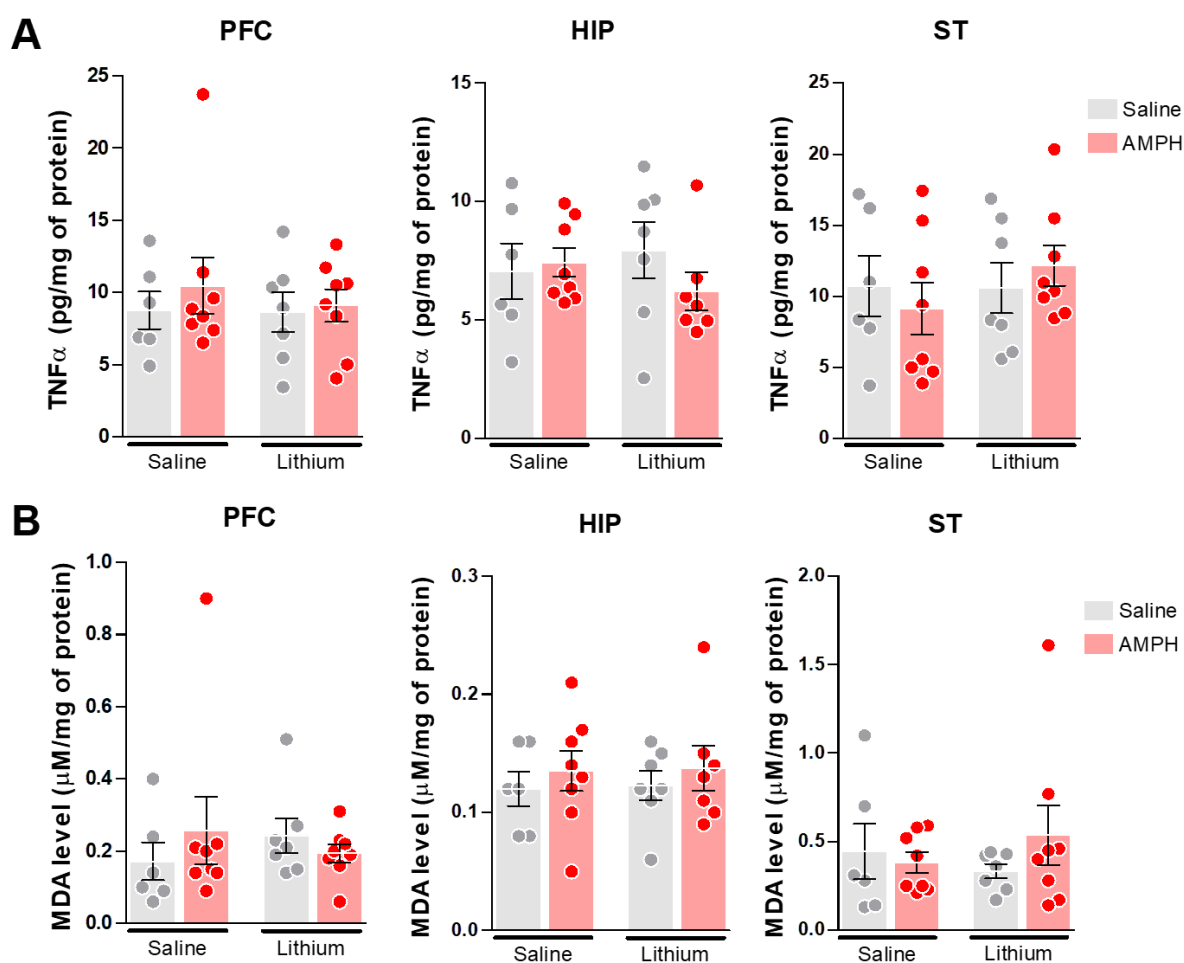 A
PFC
HIP
ST
TNFα (pg/mg of protein)
25
20
15
10
5
0
Saline
Lithium
TNFα (pg/mg of protein)
15
10
5
0
Saline
Lithium
TNFα (pg/mg of protein)
25
20
15
10
5
0
Saline
Lithium
Saline
AMPH
B
PFC
HIP
ST
MDA level (μM/mg of protein)
1.0
0.8
0.6
0.4
0.2
0.0
Saline
Lithium
MDA level (μM/mg of protein)
0.3
0.2
0.1
0.0
Saline
Lithium
MDA level (μM/mg of protein)
2.0
1.5
1.0
0.5
0.0
Saline
Lithium
Saline
AMPH